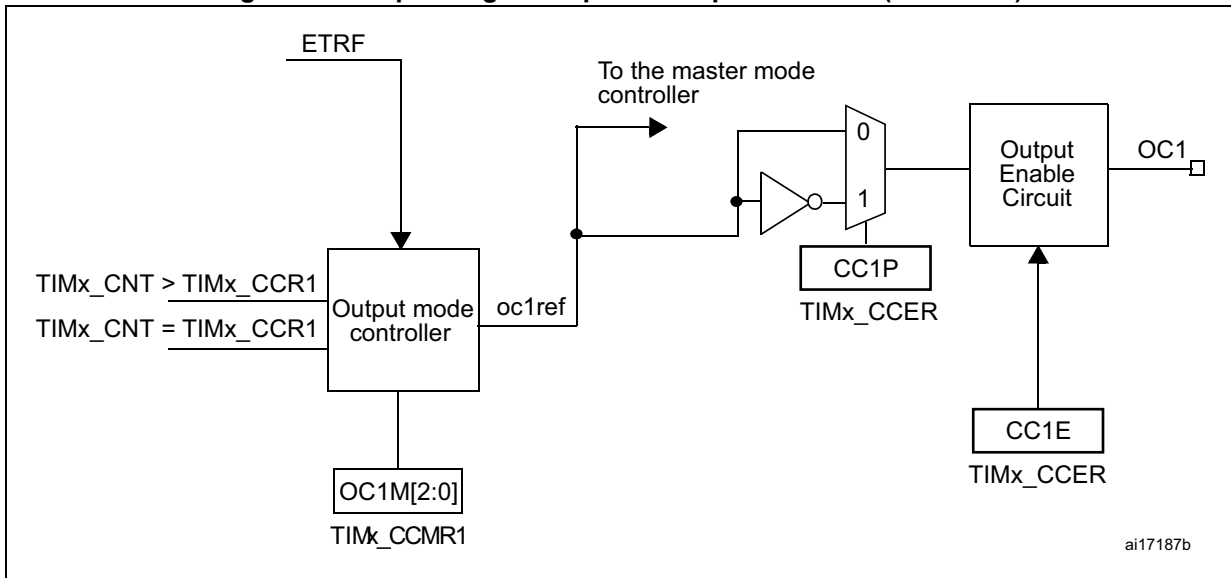 ETRF
To the master mode
controller
0
1
Output
Enable
Circuit
OC1
CC1P
TIMx_CCER
TIMx_CNT > TIMx_CCR1
TIMx_CNT = TIMx_CCR1
Output mode
controller
oc1ref
CC1E
TIMx_CCER
OC1M[2:0]
TIMx_CCMR1
ai17187b